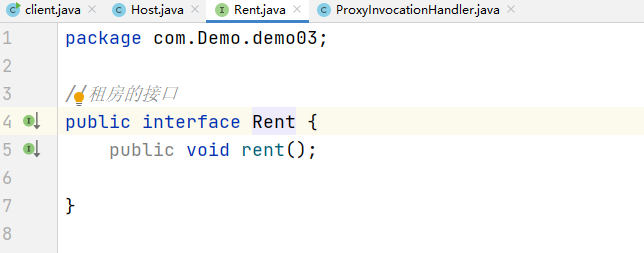 client.java Host.java Rent.java ProxyInvocationHandler.java
1 package com.Demo.demo03;
2
3 //租房的接口
4 public interface Rent {
5 public void rent();
6
7 }
8